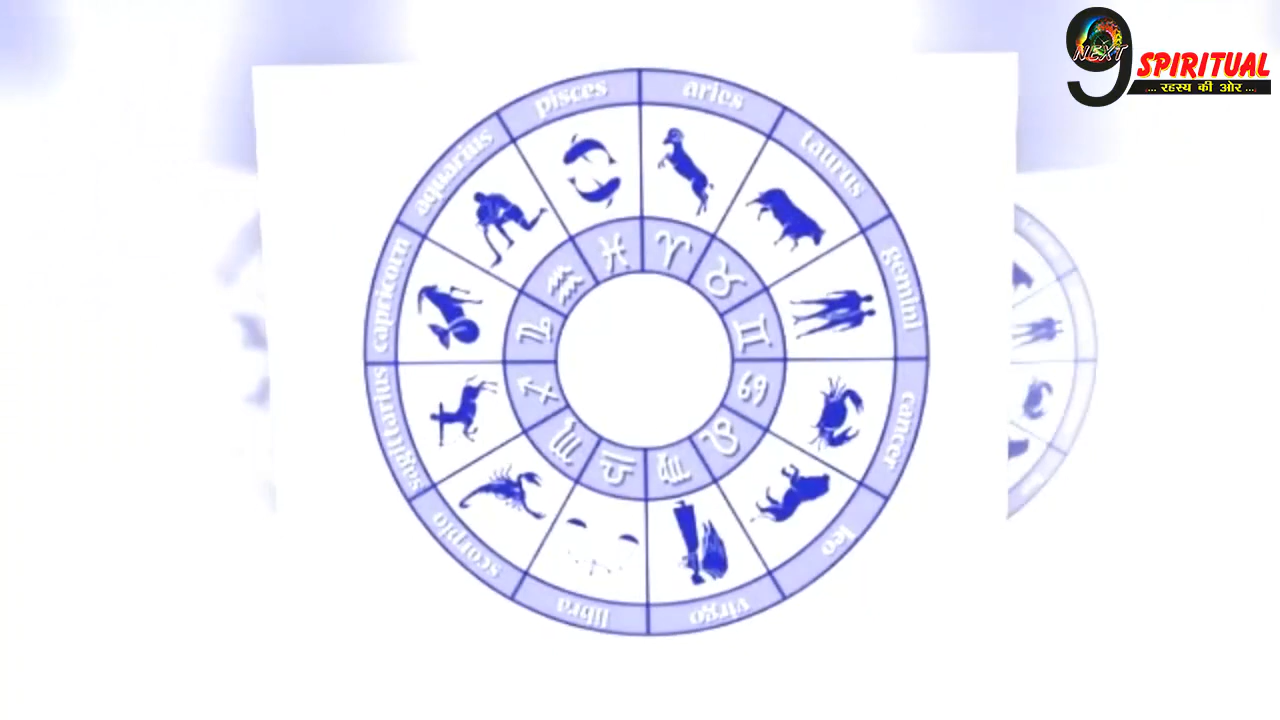 9
NEXT
SPIRITUAL
... रहस्य की ओर ...
pisces
aries
taurus
gemini
cancer
leo
virgo
libra
scorpio
sagittarius
capricorn
aquarius
♓
♈
♉
♊
♋
♌
♍
♎
♏
♐
♑
♒